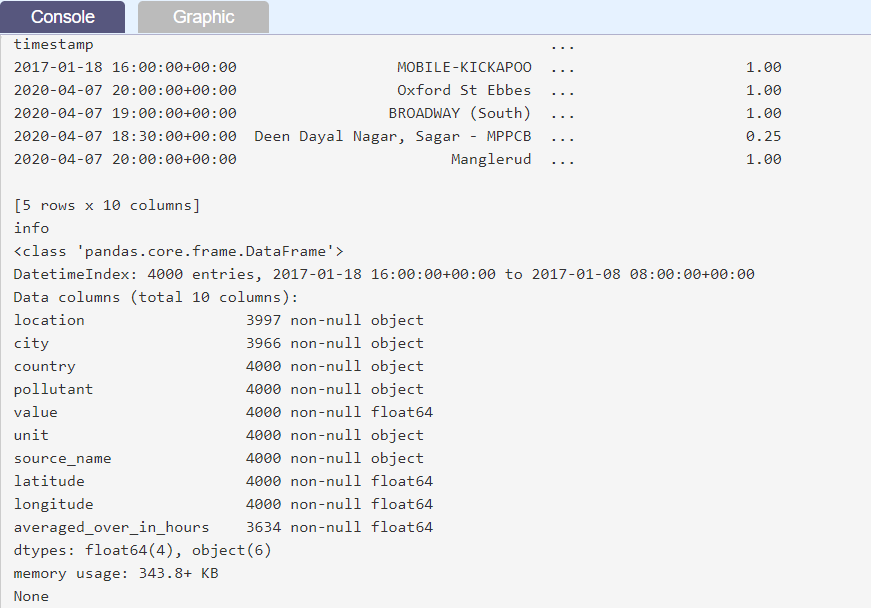 Console Graphic
timestamp ...
2017-01-18 16:00:00+00:00 MOBILE-KICKAPOO ... 1.00
2020-04-07 20:00:00+00:00 Oxford St Ebbes ... 1.00
2020-04-07 19:00:00+00:00 BROADWAY (South) ... 1.00
2020-04-07 18:30:00+00:00 Deen Dayal Nagar, Sagar - MPPCB ... 0.25
2020-04-07 20:00:00+00:00 Manglerud ... 1.00
[5 rows x 10 columns]
info
<class 'pandas.core.frame.DataFrame'>
DatetimeIndex: 4000 entries, 2017-01-18 16:00:00+00:00 to 2017-01-08 08:00:00+00:00
Data columns (total 10 columns):
location 3997 non-null object
city 3966 non-null object
country 4000 non-null object
pollutant 4000 non-null object
value 4000 non-null float64
unit 4000 non-null object
source_name 4000 non-null object
latitude 4000 non-null float64
longitude 4000 non-null float64
averaged_over_in_hours 3634 non-null float64
dtypes: float64(4), object(6)
memory usage: 343.8+ KB
None